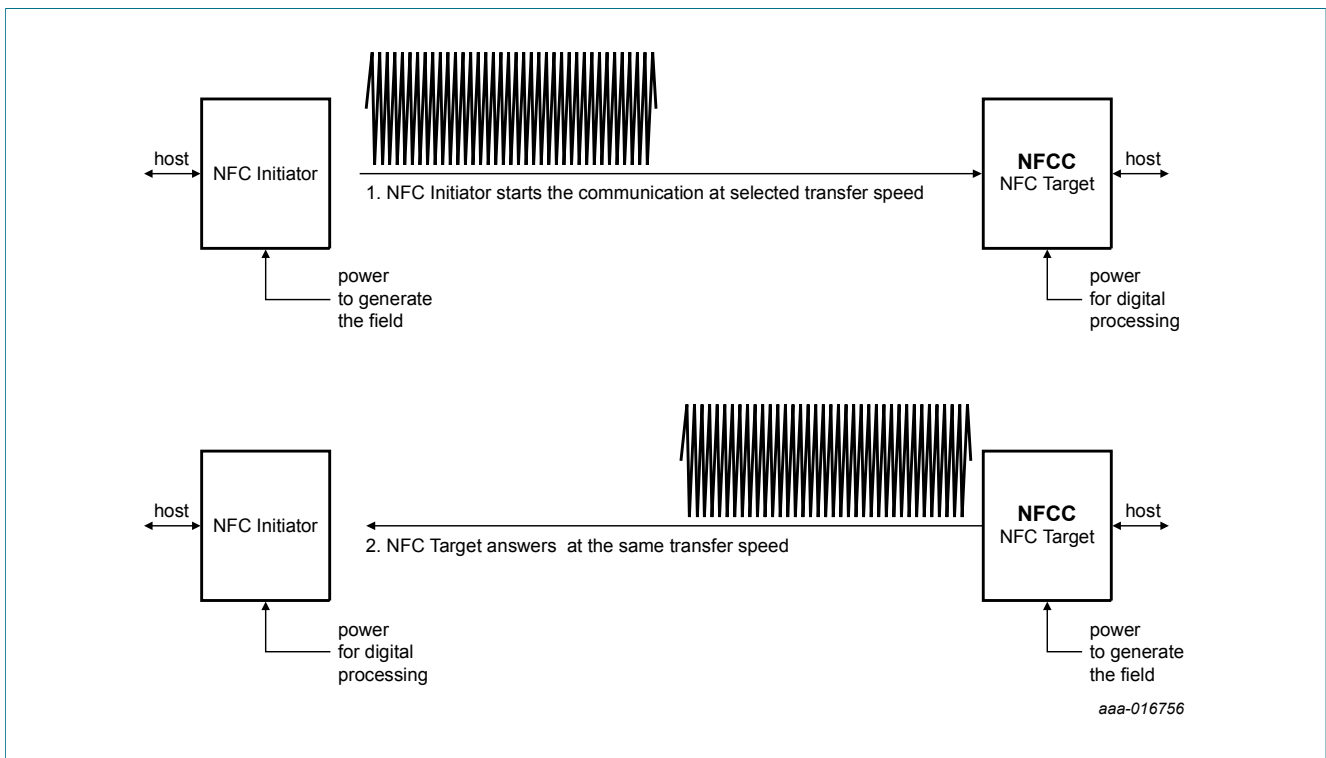 host
NFC Initiator
1. NFC Initiator starts the communication at selected transfer speed
NFCC
NFC Target
host
power
to generate
the field
power
for digital
processing
host
NFC Initiator
2. NFC Target answers at the same transfer speed
NFCC
NFC Target
host
power
for digital
processing
power
to generate
the field
aaa-016756